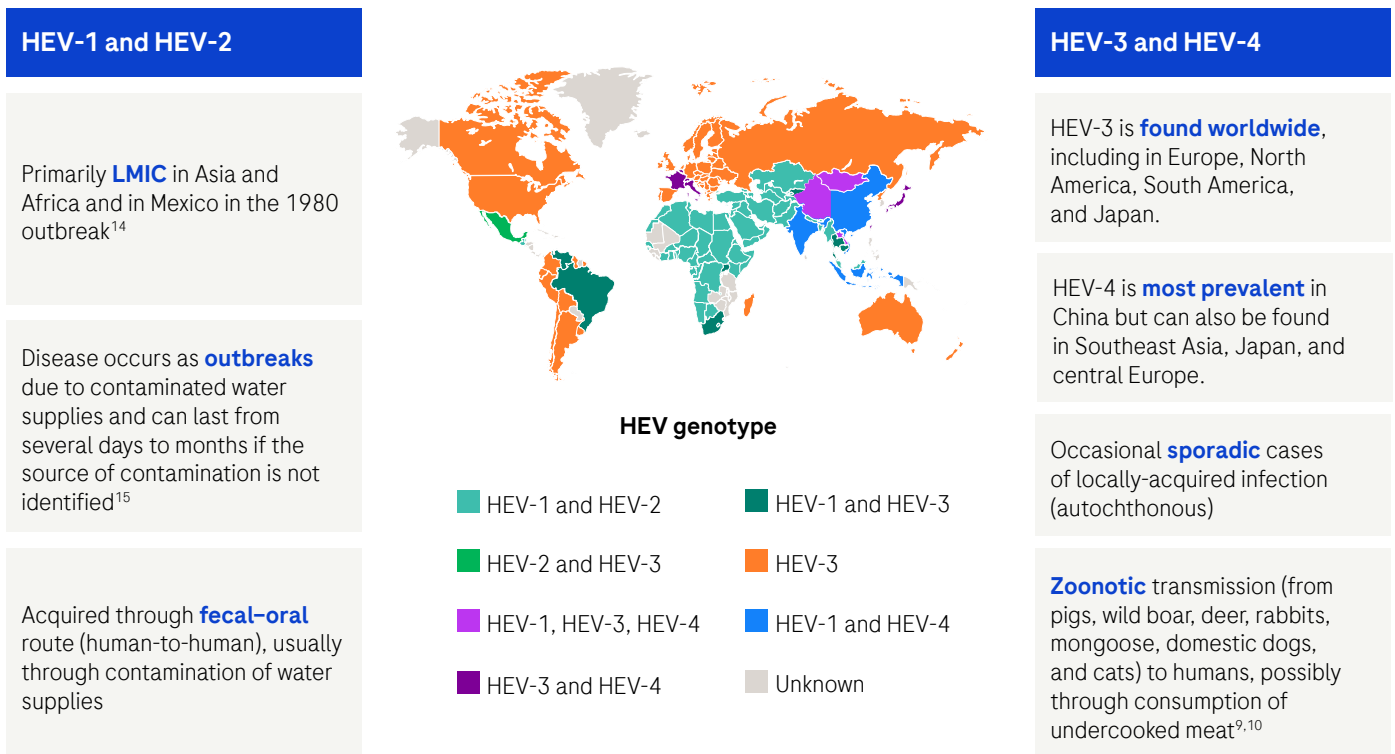 HEV-1 and HEV-2
Primarily LMIC in Asia and
Africa and in Mexico in the 1980
outbreak14
Disease occurs as outbreaks
due to contaminated water
supplies and can last from
several days to months if the
source of contamination is not
identified15
Acquired through fecal–oral
route (human-to-human), usually
through contamination of water
supplies
HEV genotype
HEV-1 and HEV-2
HEV-1 and HEV-3
HEV-2 and HEV-3
HEV-3
HEV-1, HEV-3, HEV-4
HEV-1 and HEV-4
HEV-3 and HEV-4
Unknown
HEV-3 and HEV-4
HEV-3 is found worldwide,
including in Europe, North
America, South America,
and Japan.
HEV-4 is most prevalent in
China but can also be found
in Southeast Asia, Japan, and
central Europe.
Occasional sporadic cases
of locally-acquired infection
(autochthonous)
Zoonotic transmission (from
pigs, wild boar, deer, rabbits,
mongoose, domestic dogs,
and cats) to humans, possibly
through consumption of
undercooked meat9,10